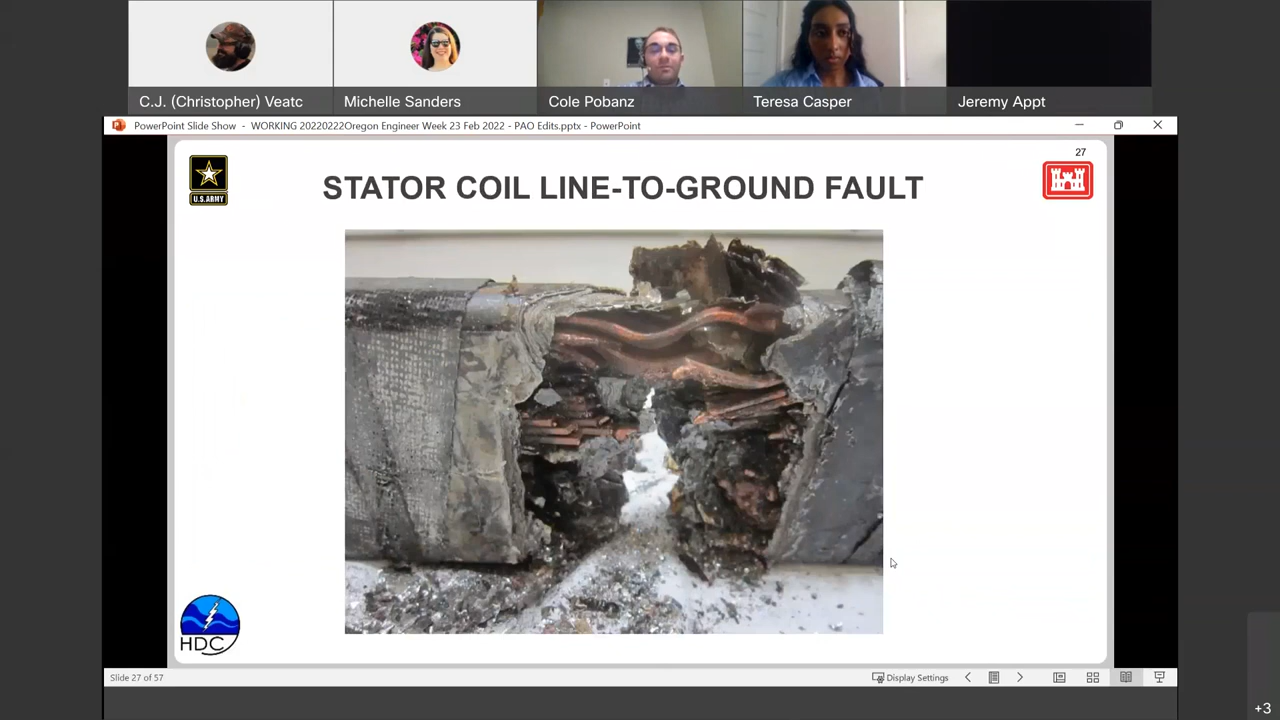 C.J. (Christopher) Veatc
Michelle Sanders
Cole Pobanz
Teresa Casper
Jeremy Appt
PowerPoint Slide Show - WORKING 20220222Oregon Engineer Week 23 Feb 2022 - PAO Edits.pptx - PowerPoint
27
U.S. ARMY
STATOR COIL LINE-TO-GROUND FAULT
HDC
Slide 27 of 57
Display Settings
+3